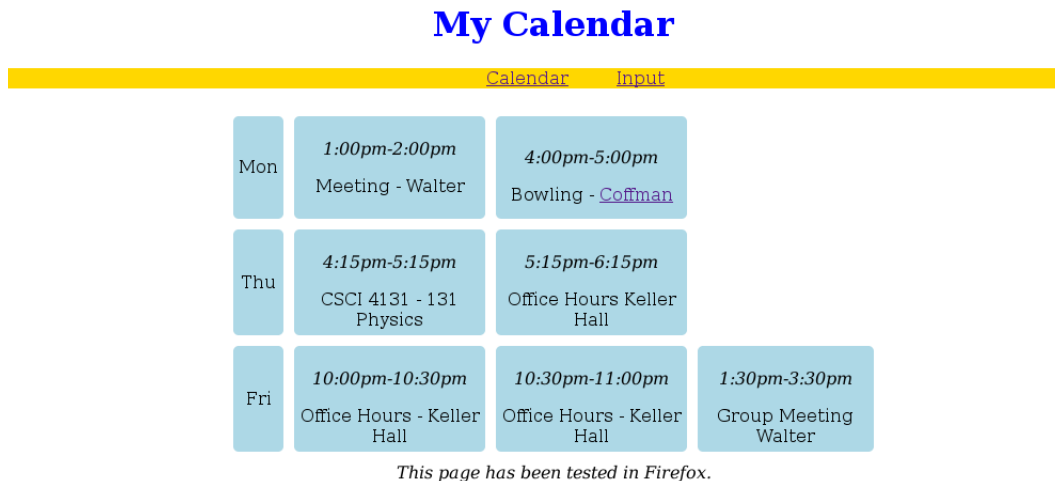 My Calendar
Calendar Input
Mon
1:00pm-2:00pm
Meeting - Walter
4:00pm-5:00pm
Bowling - Coffman
Thu
4:15pm-5:15pm
CSCI 4131 - 131
Physics
5:15pm-6:15pm
Office Hours Keller
Hall
Fri
10:00pm-10:30pm
Office Hours - Keller
Hall
10:30pm-11:00pm
Office Hours - Keller
Hall
1:30pm-3:30pm
Group Meeting
Walter
This page has been tested in Firefox.